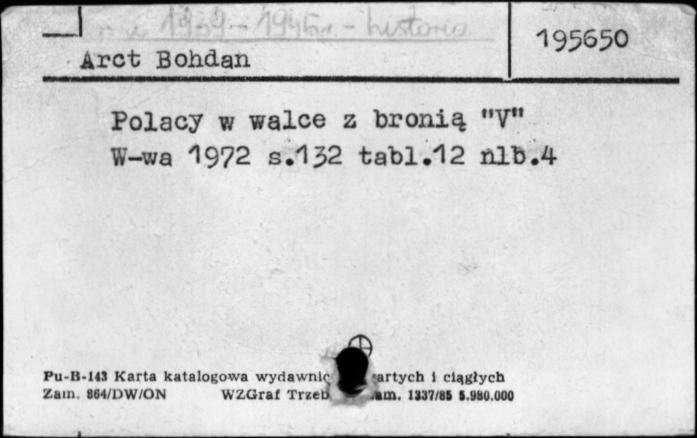 1939-1945 r. - historia
195650
Arct Bohdan
Polacy w walce z bronią "V"
W-wa 1972 s.132 tabl.12 nlb.4
Pu-B-143 Karta katalogowa wydawnic artych i ciągłych
Zam. 864/DW/ON WZGraf Trzeb am. 1337/85 5.980.000